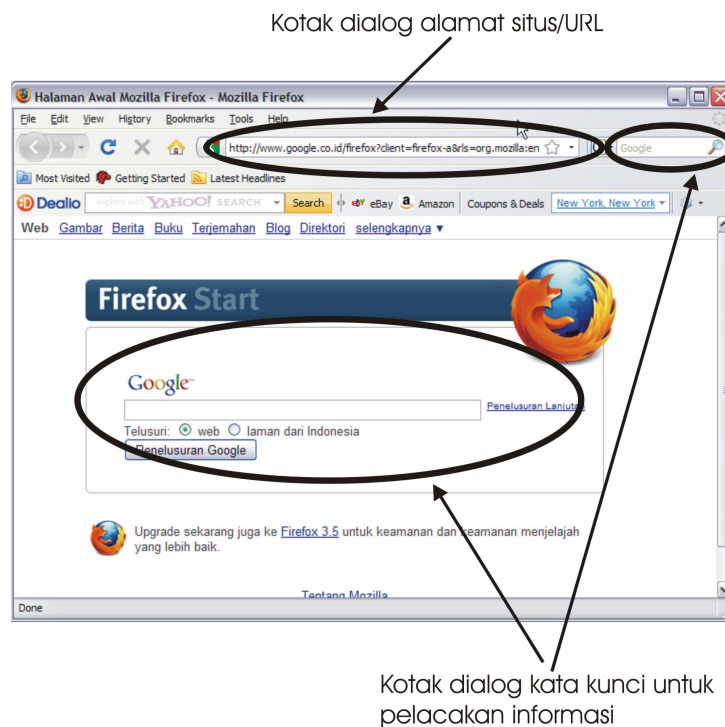 Kotak dialog alamat situs/URL
Halaman Awal Mozilla Firefox - Mozilla Firefox
File Edit View History Bookmarks Tools Help
http://www.google.co.id/firefox?client=firefox-a&rls=org.mozilla:en Google
Most Visited Getting Started Latest Headlines
Dealio explore with YAHOO! SEARCH Search eBay Amazon Coupons & Deals New York, New York
Web Gambar Berita Buku Terjemahan Blog Direktori selengkapnya ▼
Firefox Start
Google™
Penelusuran Lanjutan
Telusuri: web laman dari Indonesia
Penelusuran Google
Upgrade sekarang juga ke Firefox 3.5 untuk keamanan dan keamanan menjelajah
yang lebih baik.
Tentang Mozilla
Done
Kotak dialog kata kunci untuk
pelacakan informasi